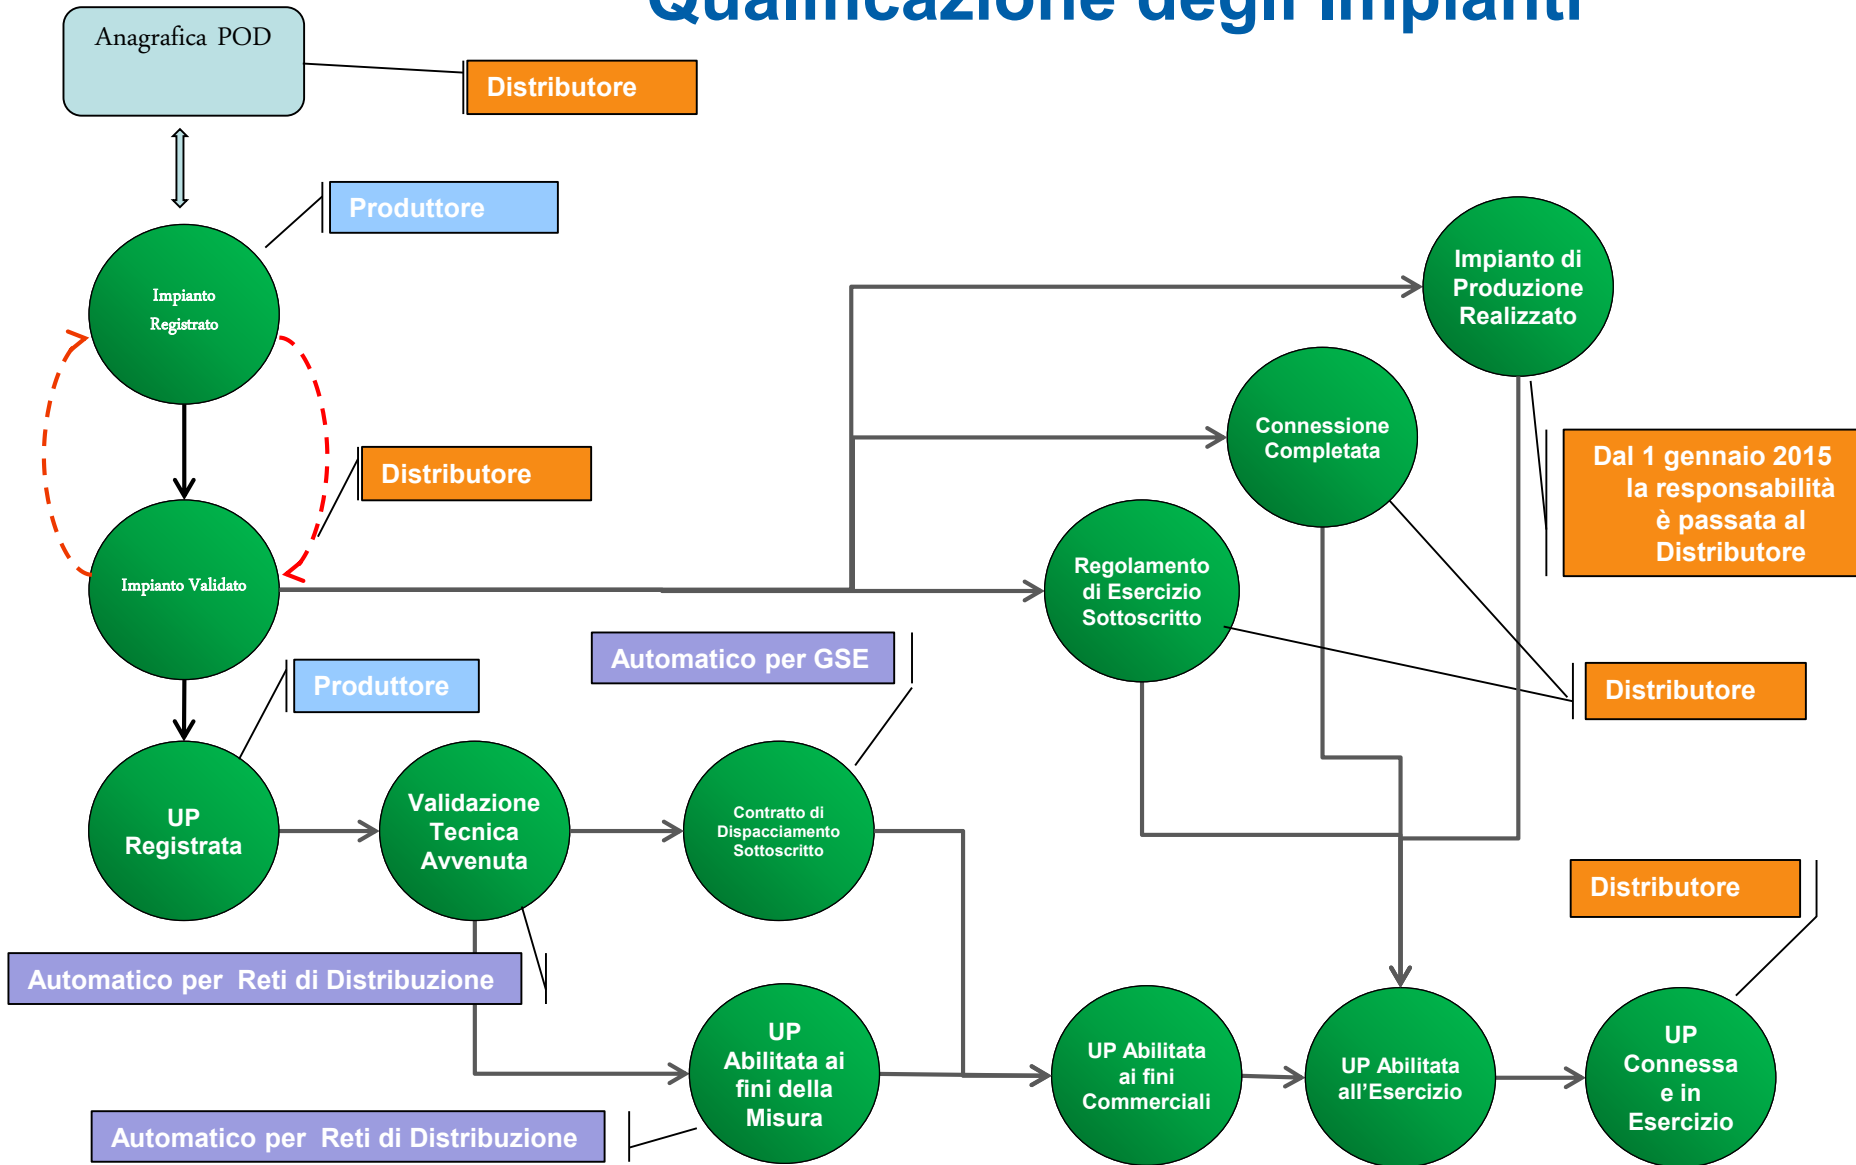 Qualificazione degli Impianti
Anagrafica POD
Distributore
Produttore
Impianto
Registrato
Impianto di
Produzione
Realizzato
Connessione
Completata
Dal 1 gennaio 2015
la responsabilità
è passata al
Distributore
Distributore
Impianto Validato
Regolamento
di Esercizio
Sottoscritto
Automatico per GSE
Produttore
Distributore
UP
Registrata
Validazione
Tecnica
Avvenuta
Contratto di
Dispacciamento
Sottoscritto
Distributore
Automatico per Reti di Distribuzione
UP
Abilitata ai
fini della
Misura
UP Abilitata
ai fini
Commerciali
UP Abilitata
all'Esercizio
UP
Connessa
e in
Esercizio
Automatico per Reti di Distribuzione